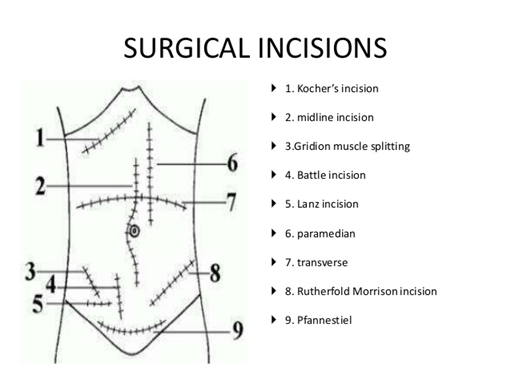 SURGICAL INCISIONS
1. Kocher’s incision
2. midline incision
3.Gridion muscle splitting
4. Battle incision
5. Lanz incision
6. paramedian
7. transverse
8. Rutherfold Morrison incision
9. Pfannestiel
1
6
2
7
3
8
4
5
9